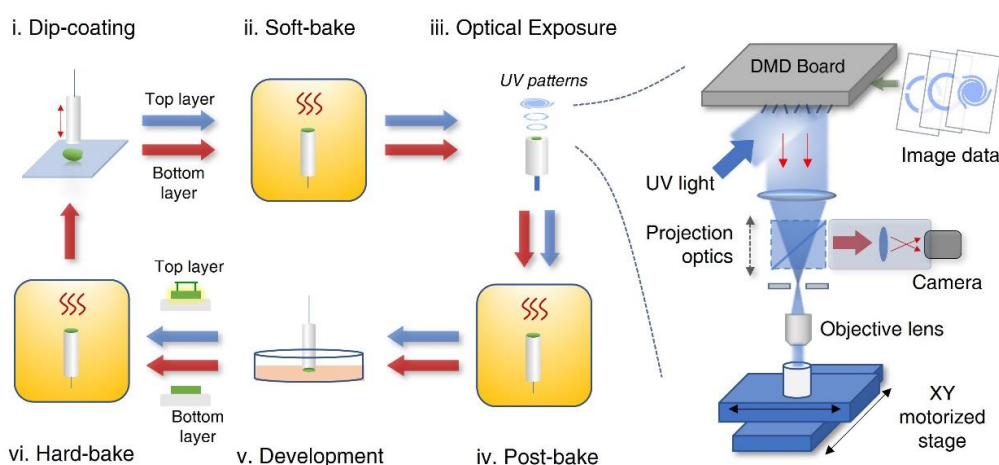 i. Dip-coating
ii. Soft-bake
iii. Optical Exposure
Top layer
Bottom
layer
UV patterns
DMD Board
Image data
UV light
Projection
optics
Camera
Objective lens
XY
motorized
stage
Top layer
Bottom
layer
vi. Hard-bake
v. Development
iv. Post-bake